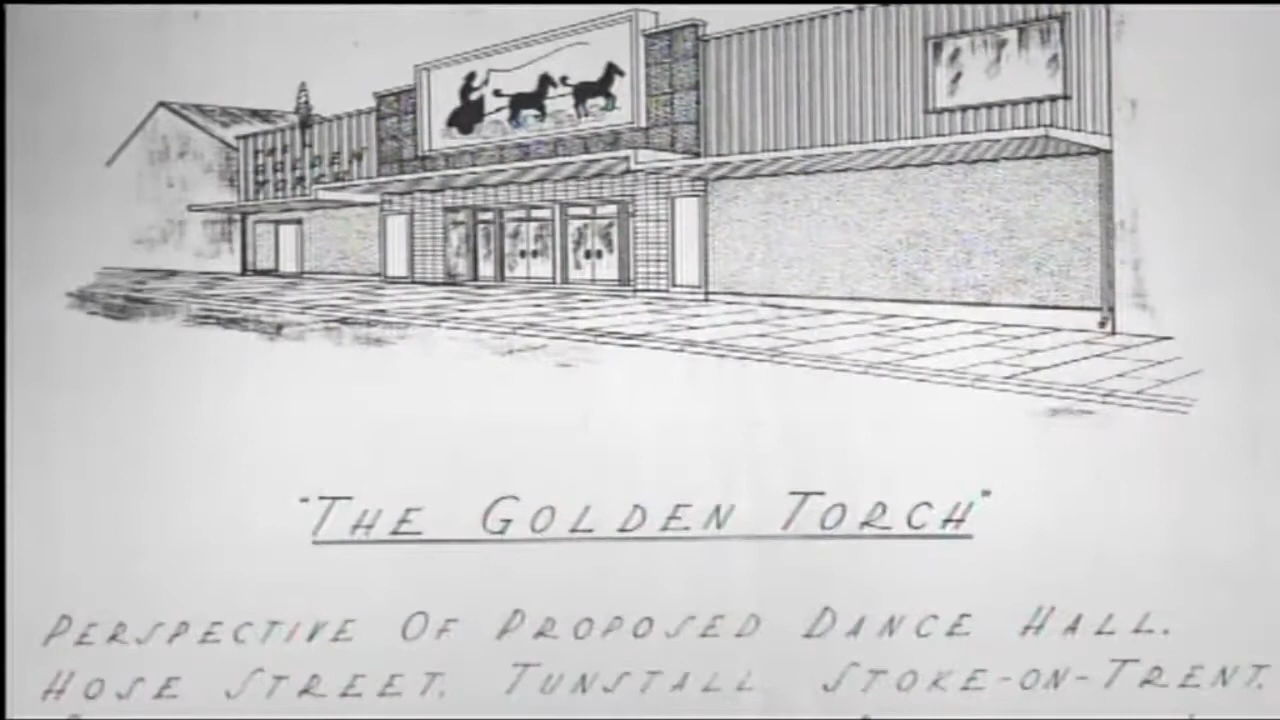 "THE GOLDEN TORCH"
PERSPECTIVE OF PROPOSED DANCE HALL.
HOSE STREET. TUNSTALL STOKE-ON-TRENT.